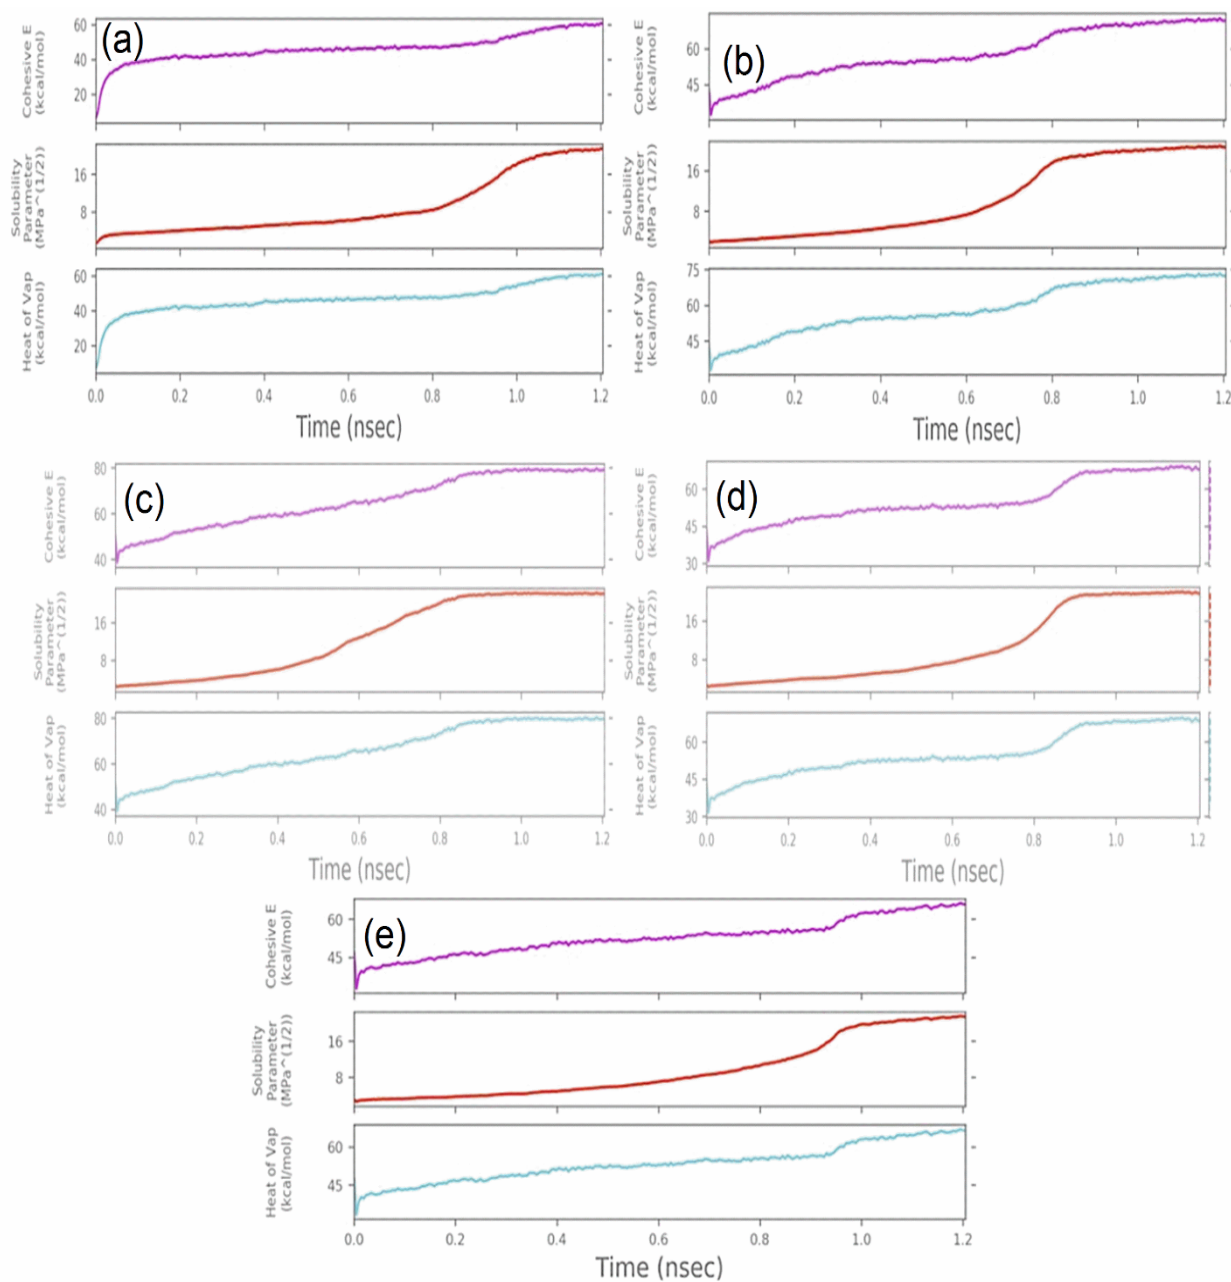 (a)
Cohesive E
(kcal/mol)
60
40
20
Solubility
Parameter
(MPa^(1/2))
16
8
Heat of Vap
(kcal/mol)
60
40
20
0.0 0.2 0.4 0.6 0.8 1.0 1.2
Time (nsec)
(b)
Cohesive E
(kcal/mol)
60
45
Solubility
Parameter
(MPa^(1/2))
16
8
Heat of Vap
(kcal/mol)
75
60
45
0.0 0.2 0.4 0.6 0.8 1.0 1.2
Time (nsec)
(c)
Cohesive E
(kcal/mol)
80
60
40
Solubility
Parameter
(MPa^(1/2))
16
8
Heat of Vap
(kcal/mol)
80
60
40
0.0 0.2 0.4 0.6 0.8 1.0 1.2
Time (nsec)
(d)
Cohesive E
(kcal/mol)
60
45
30
Solubility
Parameter
(MPa^(1/2))
16
8
Heat of Vap
(kcal/mol)
60
45
30
0.0 0.2 0.4 0.6 0.8 1.0 1.2
Time (nsec)
(e)
Cohesive E
(kcal/mol)
60
45
Solubility
Parameter
(MPa^(1/2))
16
8
Heat of Vap
(kcal/mol)
60
45
0.0 0.2 0.4 0.6 0.8 1.0 1.2
Time (nsec)